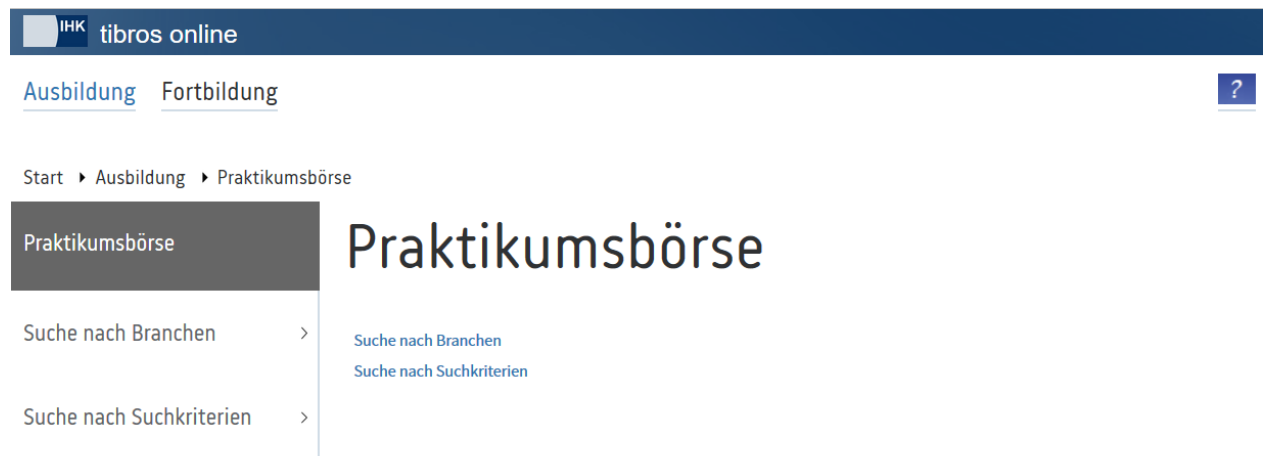 IHK tibros online
Ausbildung Fortbildung ?
Start Ausbildung Praktikumsbörse
Praktikumsbörse
Suche nach Branchen
Suche nach Suchkriterien
Praktikumsbörse
Suche nach Branchen
Suche nach Suchkriterien